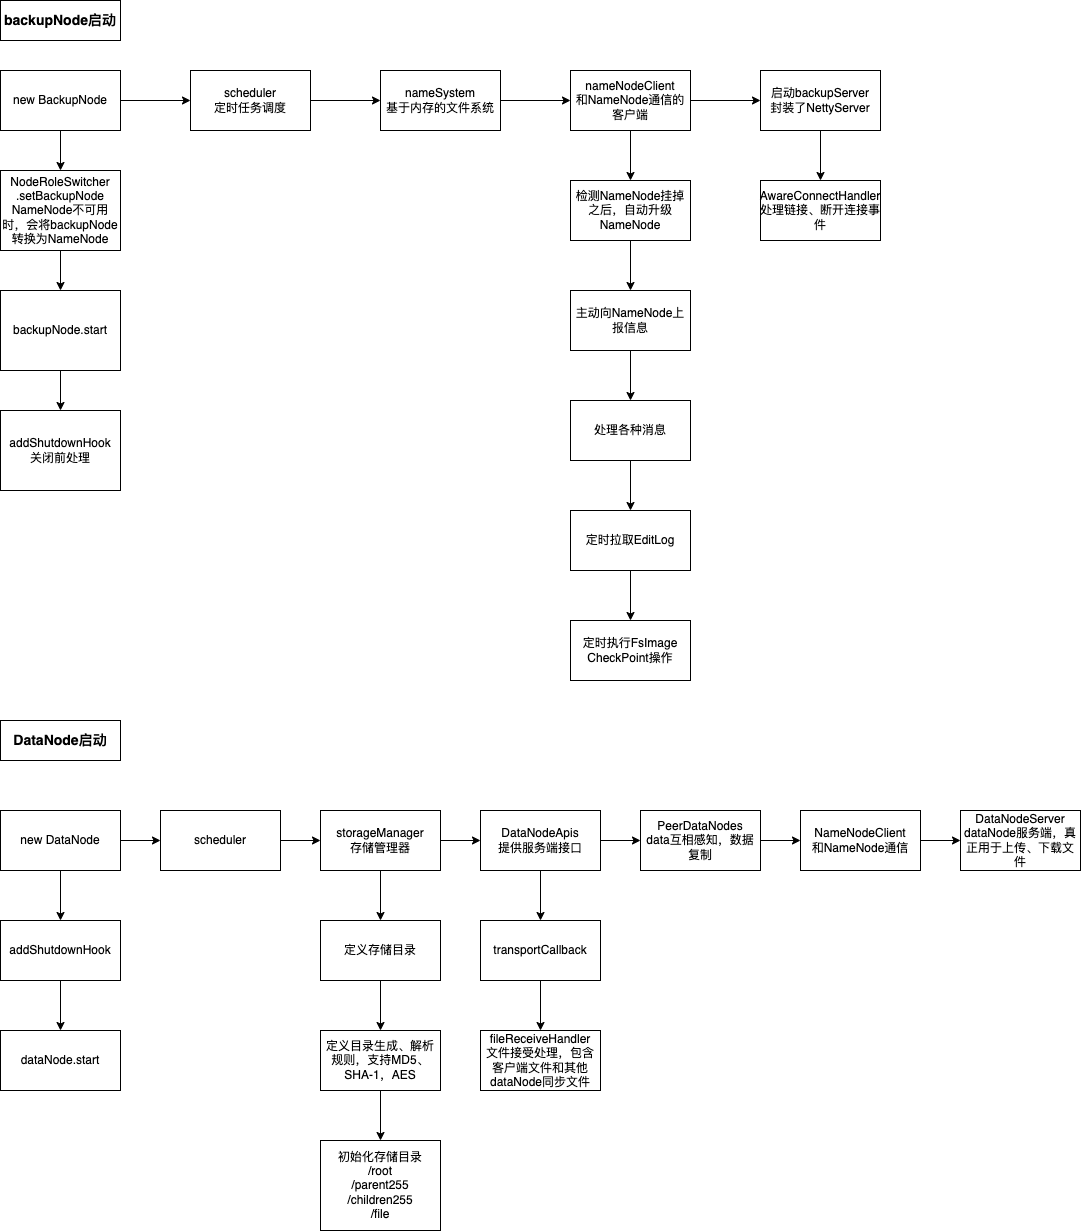 backupNode启动
new BackupNode
scheduler
定时任务调度
nameSystem
基于内存的文件系统
nameNodeClient
和NameNode通信的
客户端
启动backupServer
封装了NettyServer
NodeRoleSwitcher
.setBackupNode
NameNode不可用
时，会将backupNode
转换为NameNode
检测NameNode挂掉
之后，自动升级
NameNode
AwareConnectHandler
处理链接、断开连接事
件
backupNode.start
主动向NameNode上
报信息
addShutdownHook
关闭前处理
处理各种消息
定时拉取EditLog
定时执行FsImage
CheckPoint操作
DataNode启动
new DataNode
scheduler
storageManager
存储管理器
DataNodeApis
提供服务端接口
PeerDataNodes
data互相感知，数据
复制
NameNodeClient
和NameNode通信
DataNodeServer
dataNode服务端，真
正用于上传、下载文
件
addShutdownHook
定义存储目录
transportCallback
dataNode.start
定义目录生成、解析
规则，支持MD5、
SHA-1，AES
fileReceiveHandler
文件接受处理，包含
客户端文件和其他
dataNode同步文件
初始化存储目录
/root
/parent255
/children255
/file